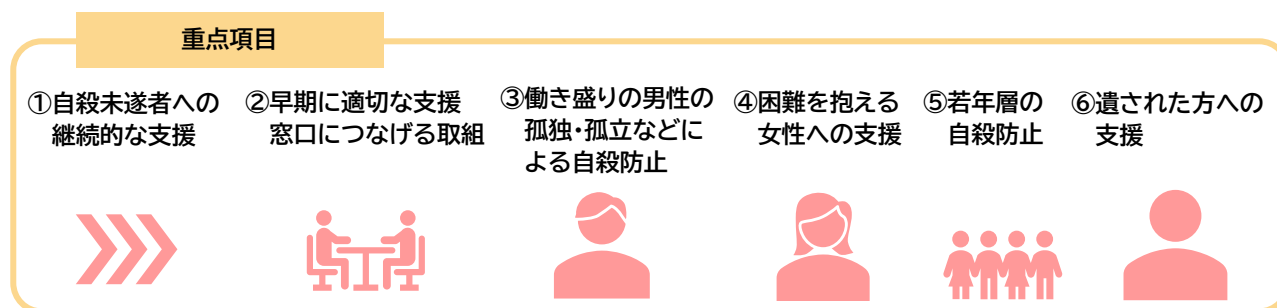 重点項目
①自殺未遂者への
継続的な支援
②早期に適切な支援
窓口につなげる取組
③働き盛りの男性の
孤独・孤立などに
よる自殺防止
④困難を抱える
女性への支援
⑤若年層の
自殺防止
⑥遺された方への
支援